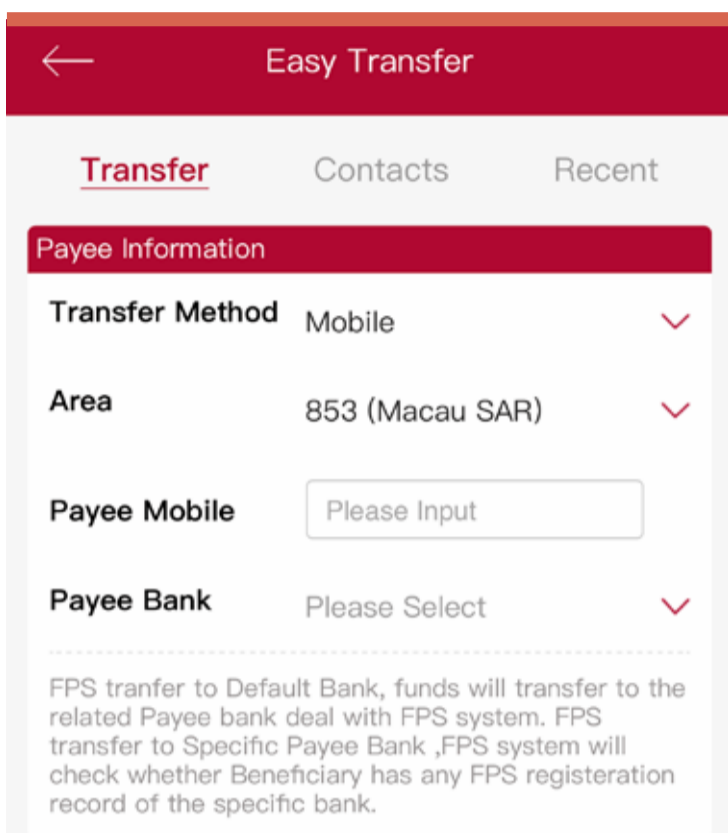 Easy Transfer
Transfer Contacts Recent
Payee Information
Transfer Method Mobile
Area 853 (Macau SAR)
Payee Mobile Please Input
Payee Bank Please Select
FPS tranfer to Default Bank, funds will transfer to the
related Payee bank deal with FPS system. FPS
transfer to Specific Payee Bank ,FPS system will
check whether Beneficiary has any FPS registeration
record of the specific bank.